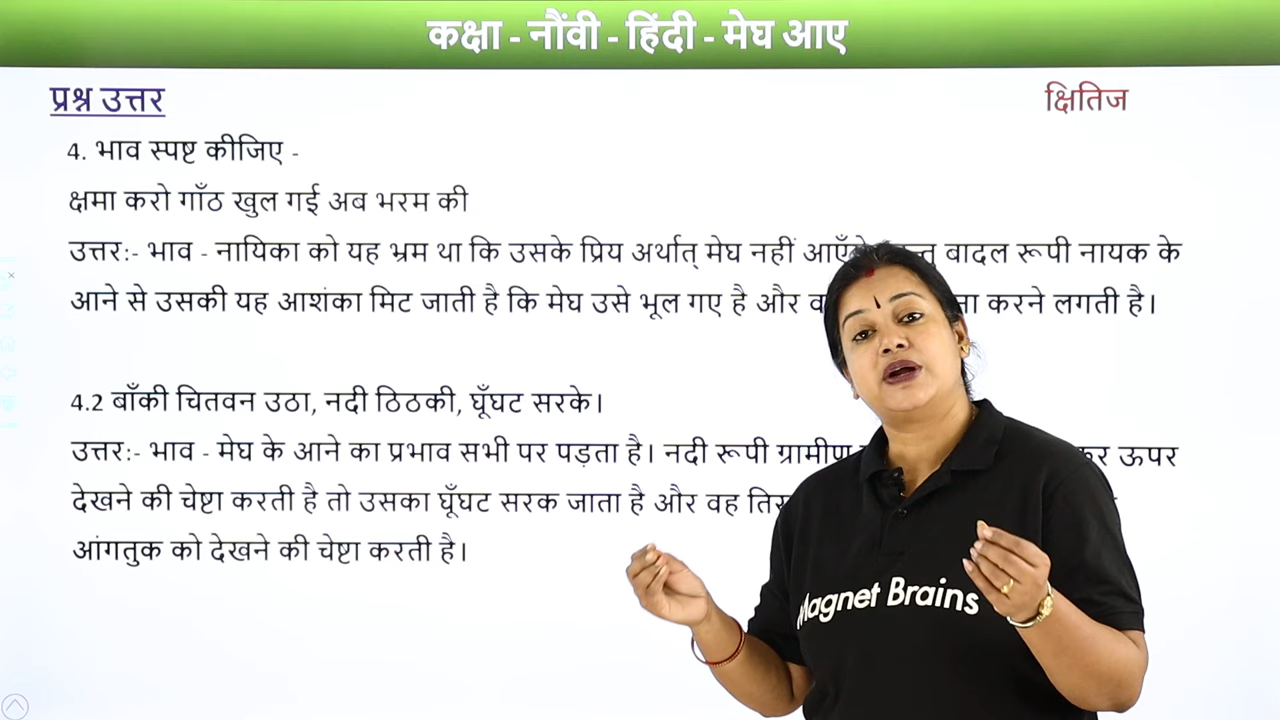 कक्षा - नौंवी - हिंदी - मेघ आए
प्रश्न उत्तर
क्षितिज
4. भाव स्पष्ट कीजिए -
क्षमा करो गाँठ खुल गई अब भरम की
उत्तर:- भाव - नायिका को यह भ्रम था कि उसके प्रिय अर्थात् मेघ नहीं बादल रूपी नायक के
आने से उसकी यह आशंका मिट जाती है कि मेघ उसे भूल गए है और करने लगती है।
4.2 बाँकी चितवन उठा, नदी ठिठकी, घूँघट सरके।
उत्तर:- भाव - मेघ के आने का प्रभाव सभी पर पड़ता है। नदी रूपी ग्रामीण ऊपर
देखने की चेष्टा करती है तो उसका घूँघट सरक जाता है और वह
आंगतुक को देखने की चेष्टा करती है।
Magnet Brains